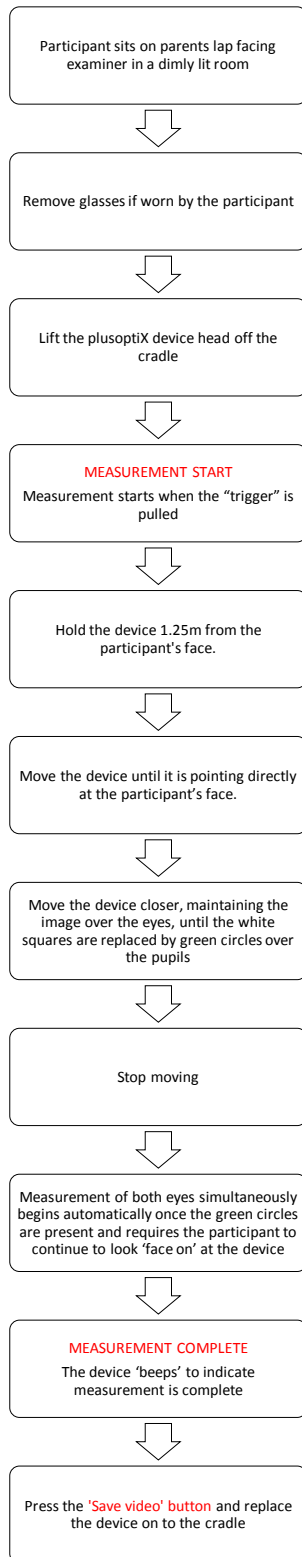 Participant sits on parents lap facing
examiner in a dimly lit room
Remove glasses if worn by the participant
Lift the plusoptiX device head off the
cradle
MEASUREMENT START
Measurement starts when the “trigger” is
pulled
Hold the device 1.25m from the
participant's face.
Move the device until it is pointing directly
at the participant’s face.
Move the device closer, maintaining the
image over the eyes, until the white
squares are replaced by green circles over
the pupils
Stop moving
Measurement of both eyes simultaneously
begins automatically once the green circles
are present and requires the participant to
continue to look ‘face on’ at the device
MEASUREMENT COMPLETE
The device ‘beeps’ to indicate
measurement is complete
Press the 'Save video' button and replace
the device on to the cradle